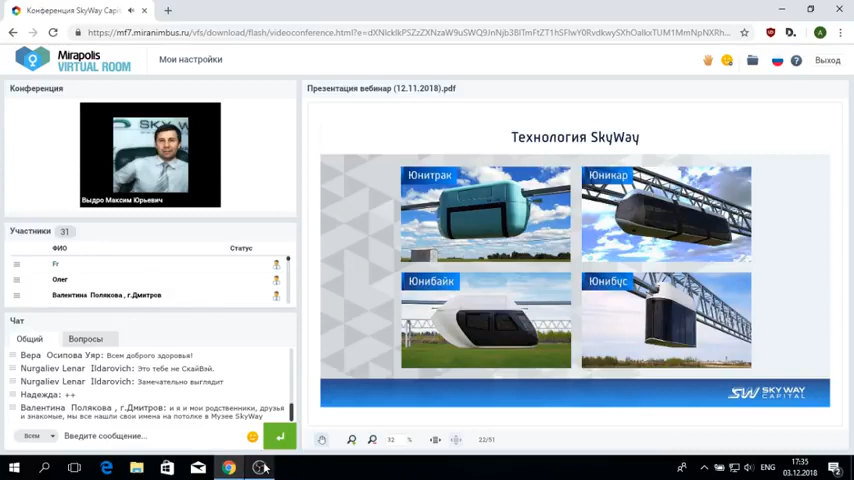 Конференция SkyWay Capi
https://mf7.miranimbus.ru/vfs/download/flash/videoconference.html?
Mirapolis
VIRTUAL ROOM
Мои настройки
Выход
Конференция
Выдро Максим Юрьевич
Участники 31
ФИО Статус
Fr
Олег
Валентина Полякова , г.Дмитров
Чат
Общий Вопросы
Вера Осипова Уяр: Всем доброго здоровья!
Nurgaliev Lenar Ildarovich: Это тебе не СкайВэй.
Nurgaliev Lenar Ildarovich: Замечательно выглядит
Надежда: ++
Валентина Полякова , г.Дмитров: и я и мои родственники, друзья
и знакомые, мы все нашли свои имена на потолке в Музее SkyWay
Всем Введите сообщение...
Презентация вебинар (12.11.2018).pdf
Технология SkyWay
Юнитрак
Юникар
Юнибайк
Юнибус
SW SKY WAY
CAPITAL
32 %
22/51
ENG
17:35
03.12.2018
2